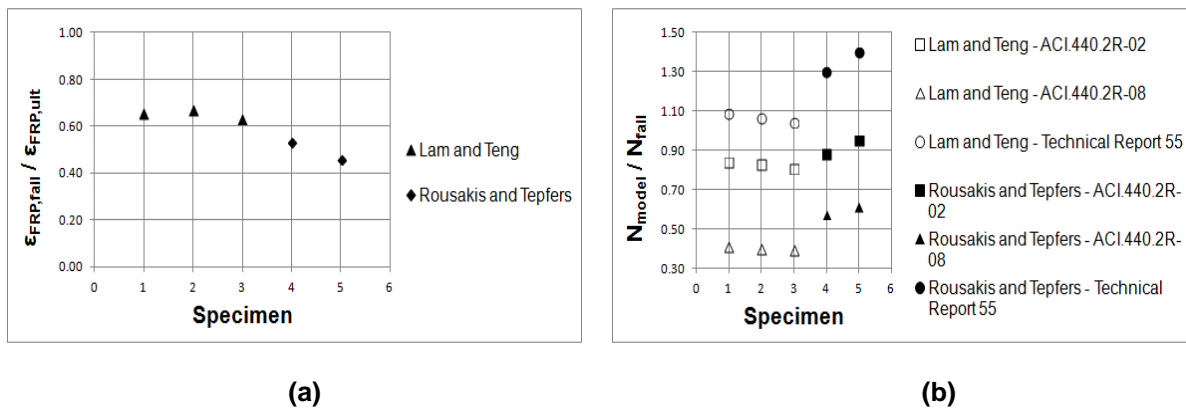 1.00
0.80
0.60
0.40
0.20
0.00
0 1 2 3 4 5 6
εFRP,fail / εFRP,ult
Specimen
Lam and Teng
Rousakis and Tepfers
(a)
1.50
1.30
1.10
0.90
0.70
0.50
0.30
0 1 2 3 4 5 6
Nmodel / Nfail
Specimen
Lam and Teng - ACI.440.2R-02
Lam and Teng - ACI.440.2R-08
Lam and Teng - Technical Report 55
Rousakis and Tepfers - ACI.440.2R-
02
Rousakis and Tepfers - ACI.440.2R-
08
Rousakis and Tepfers - Technical
Report 55
(b)